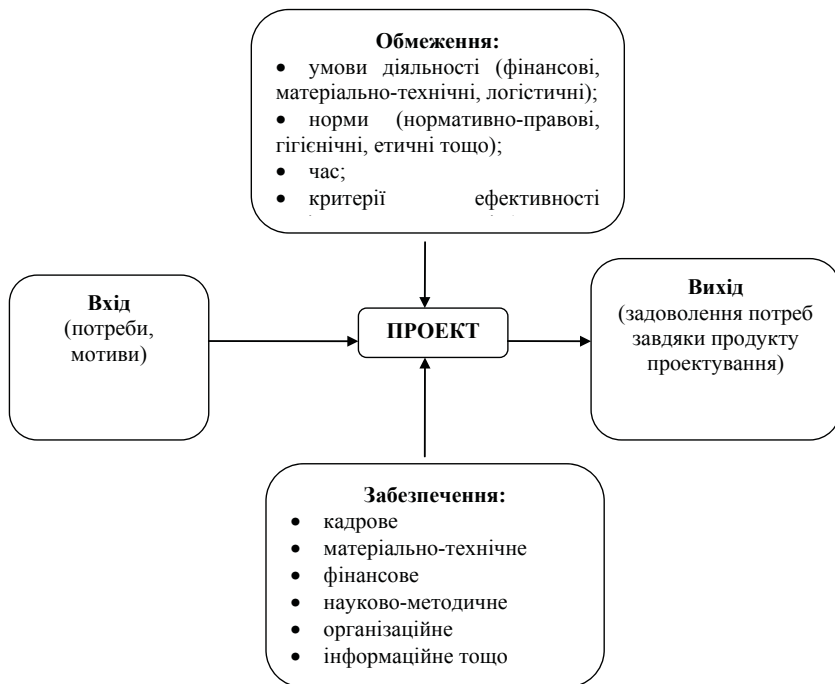 Обмеження:
• умови діяльності (фінансові,
матеріально-технічні, логістичні);
• норми (нормативно-правові,
гігієнічні, етичні тощо);
• час;
• критерії ефективності
Вхід
(потреби,
мотиви)
ПРОЕКТ
Вихід
(задоволення потреб
завдяки продукту
проектування)
Забезпечення:
• кадрове
• матеріально-технічне
• фінансове
• науково-методичне
• організаційне
• інформаційне тощо